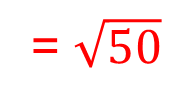 = √50